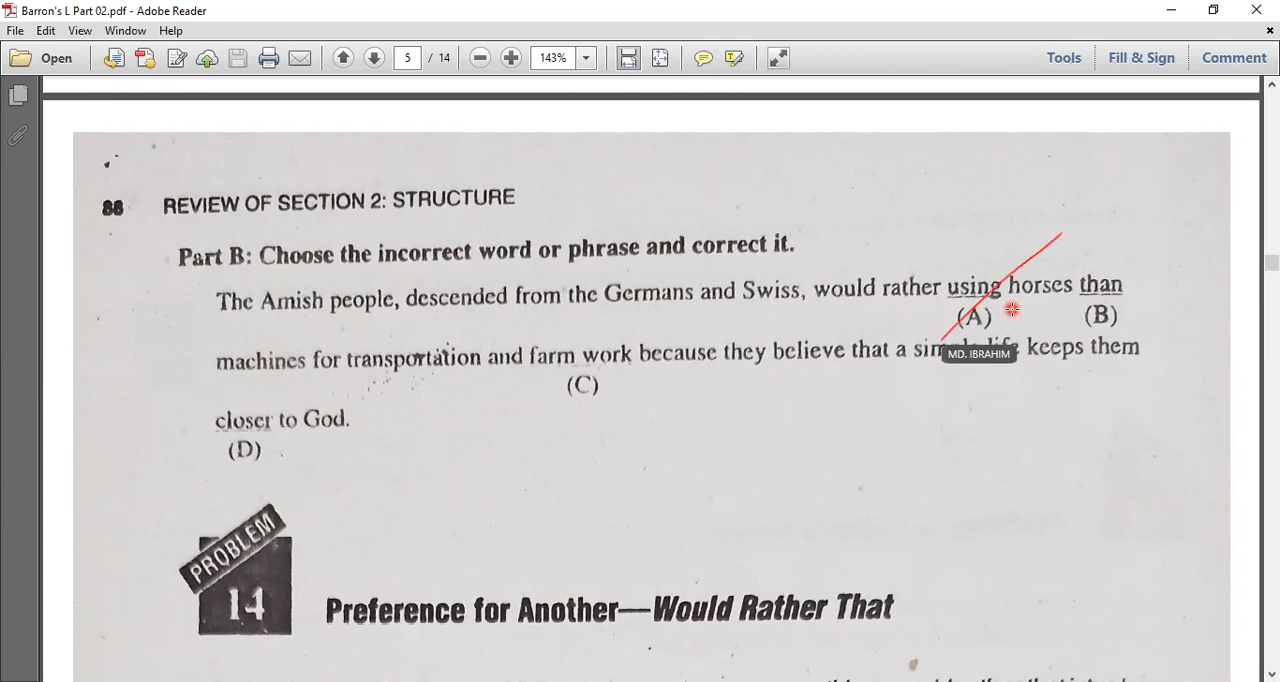 Barron's L Part 02.pdf - Adobe Reader
File Edit View Window Help
Open 5 / 14 143% Tools Fill & Sign Comment
88 REVIEW OF SECTION 2: STRUCTURE
Part B: Choose the incorrect word or phrase and correct it.
The Amish people, descended from the Germans and Swiss, would rather using horses than
(A) (B)
machines for transportation and farm work because they believe that a keeps them
MD. IBRAHIM
(C)
closer to God.
(D)
PROBLEM
14
Preference for Another—Would Rather That